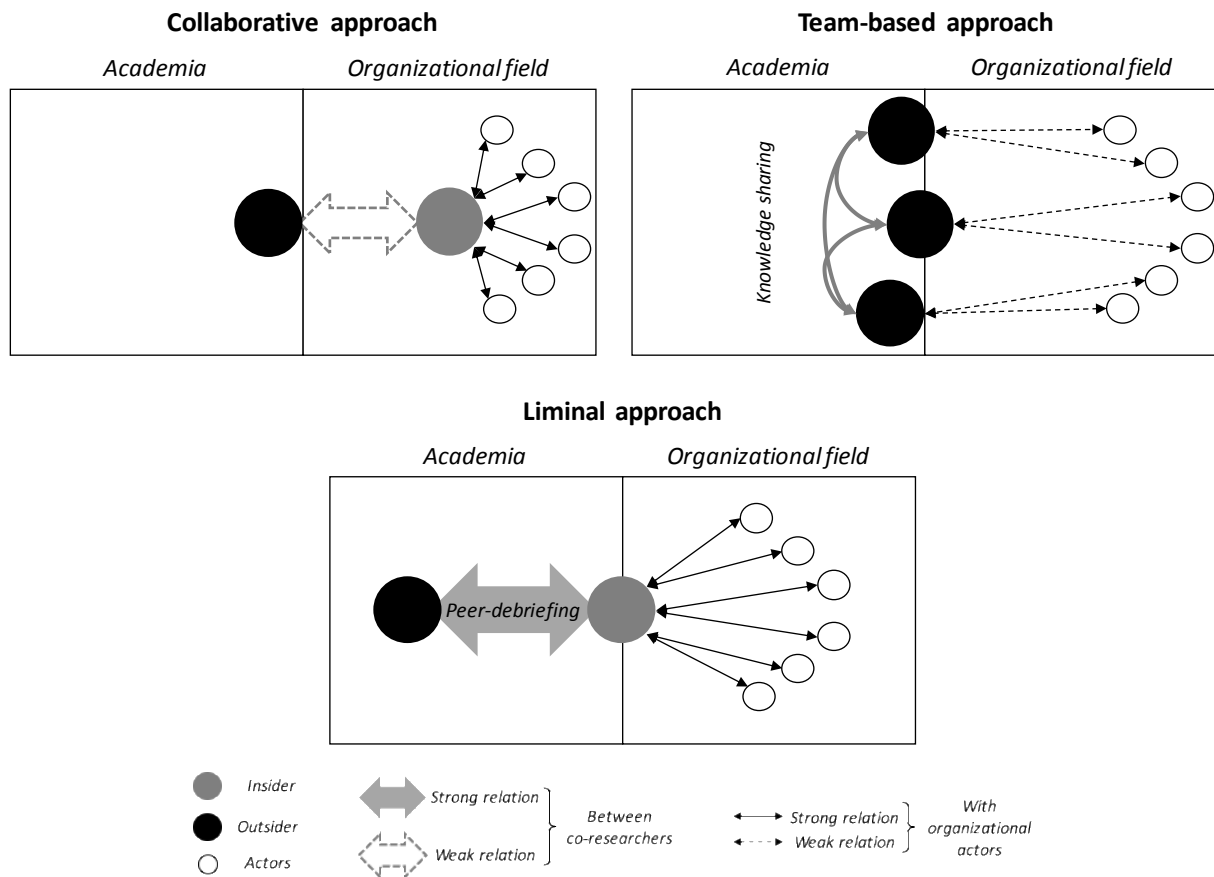 Collaborative approach
Team-based approach
Academia
Organizational field
Academia
Organizational field
Knowledge sharing
Liminal approach
Academia
Organizational field
Peer-debriefing
Insider
Outsider
Actors
Strong relation
Weak relation
Between
co-researchers
Strong relation
Weak relation
With
organizational
actors